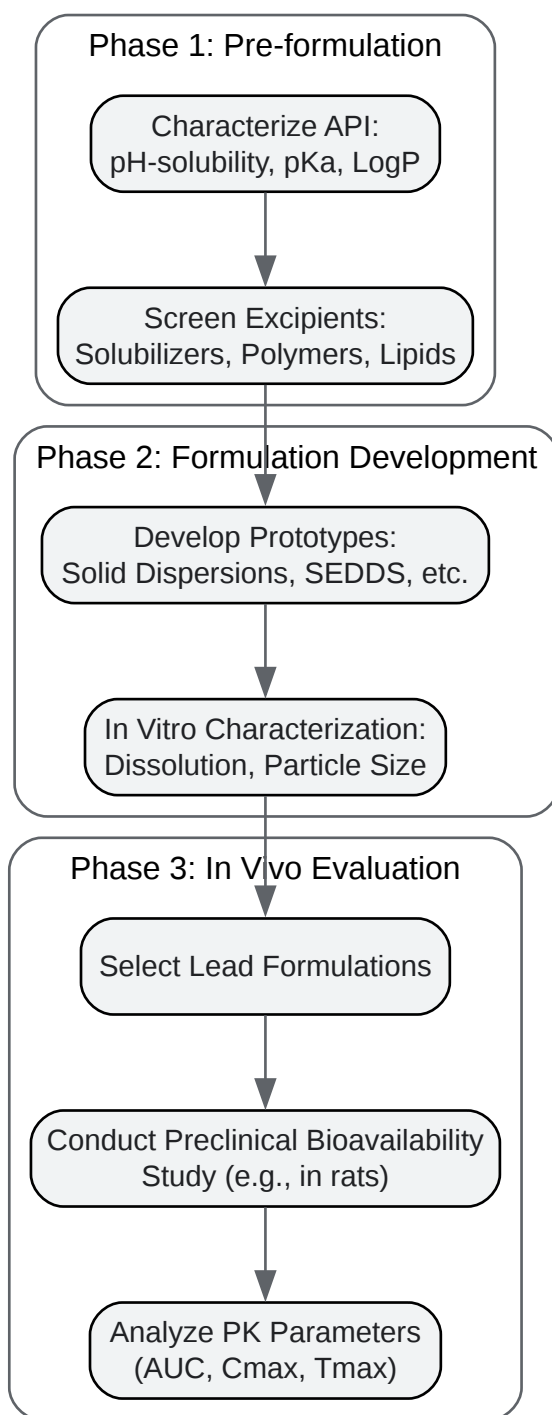 Phase 1: Pre-formulation
Characterize API:
pH-solubility, pKa, LogP
Screen Excipients:
Solubilizers, Polymers, Lipids
Phase 2: Formulation Development
Develop Prototypes:
Solid Dispersions, SEDDS, etc.
In Vitro Characterization:
Dissolution, Particle Size
Phase 3: In Vivo Evaluation
Select Lead Formulations
Conduct Preclinical Bioavailability
Study (e.g., in rats)
Analyze PK Parameters
(AUC, Cmax, Tmax)